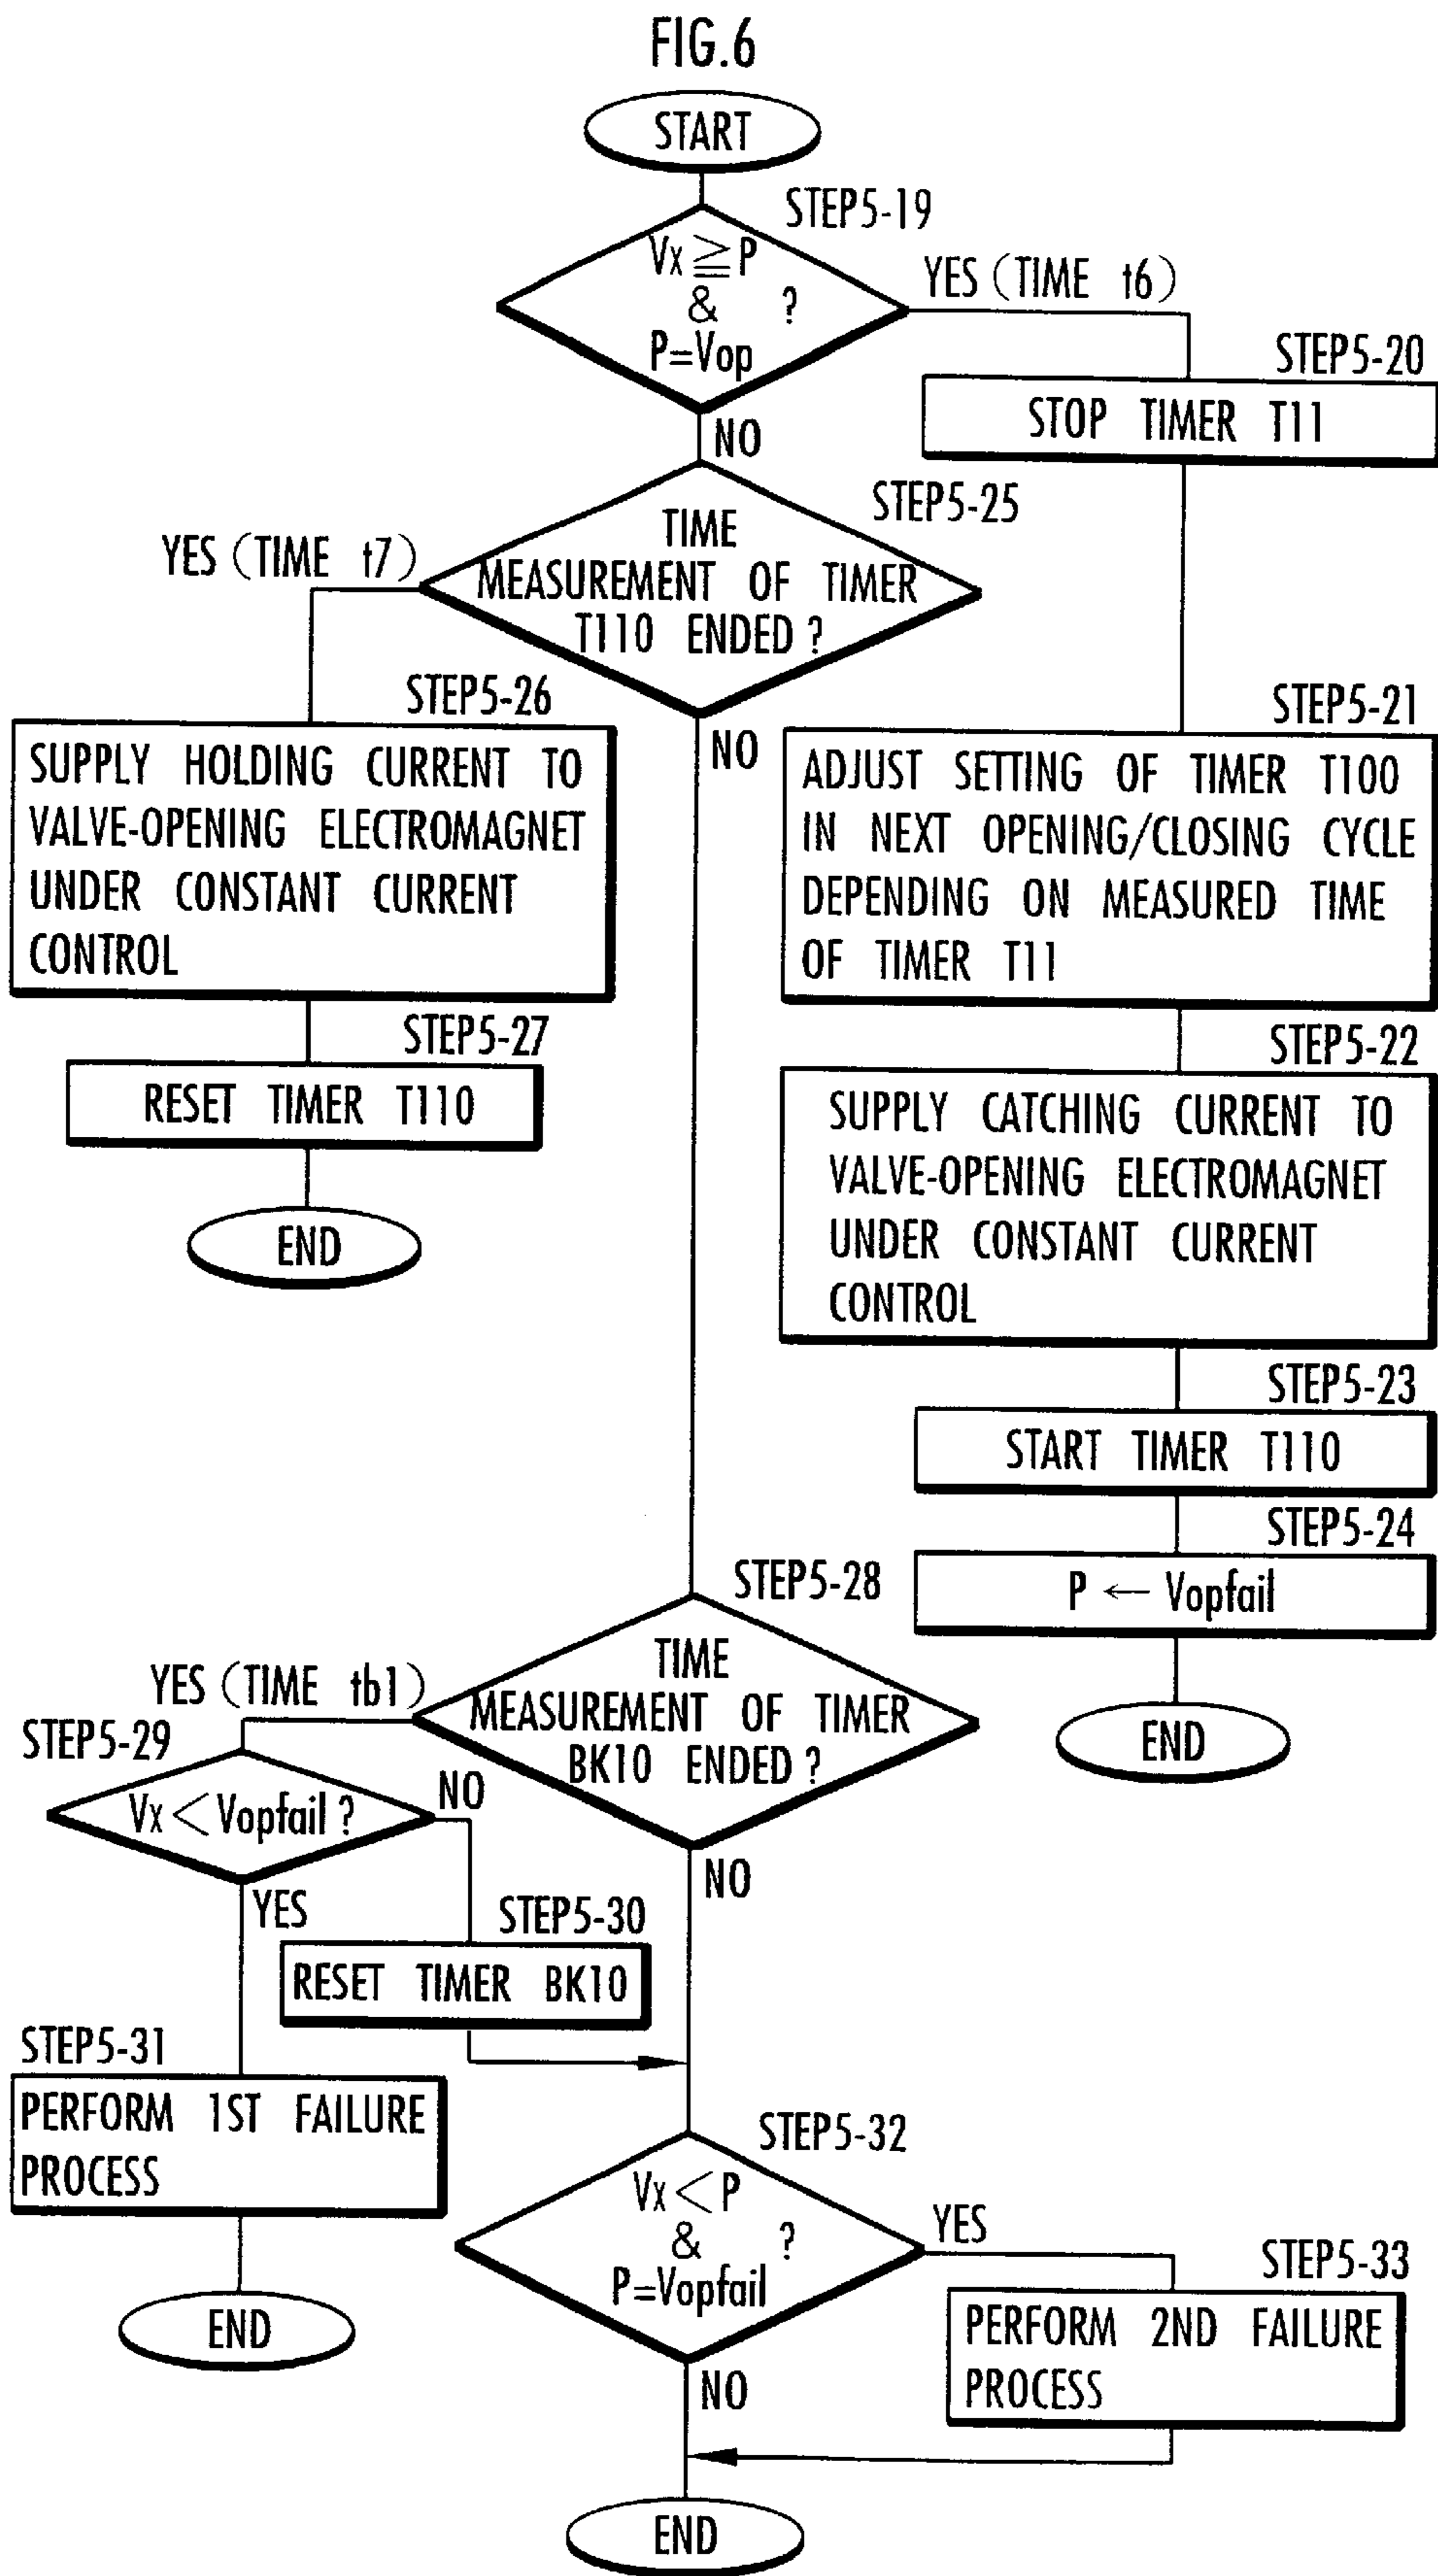 FIG.6
START
STEP5-19
Vx≧P
& ?
P=Vop
YES (TIME t6)
STEP5-20
STOP TIMER T11
NO
STEP5-25
TIME
MEASUREMENT OF TIMER
T110 ENDED?
YES (TIME t7)
STEP5-26
SUPPLY HOLDING CURRENT TO
VALVE-OPENING ELECTROMAGNET
UNDER CONSTANT CURRENT
CONTROL
NO
STEP5-21
ADJUST SETTING OF TIMER T100
IN NEXT OPENING/CLOSING CYCLE
DEPENDING ON MEASURED TIME
OF TIMER T11
STEP5-27
RESET TIMER T110
END
STEP5-22
SUPPLY CATCHING CURRENT TO
VALVE-OPENING ELECTROMAGNET
UNDER CONSTANT CURRENT
CONTROL
STEP5-23
START TIMER T110
STEP5-24
P ← Vopfail
END
STEP5-28
TIME
MEASUREMENT OF TIMER
BK10 ENDED?
YES (TIME tb1)
STEP5-29
Vx<Vopfail?
NO
YES
STEP5-30
RESET TIMER BK10
NO
STEP5-31
PERFORM 1ST FAILURE
PROCESS
END
STEP5-32
Vx<P
& ?
P=Vopfail
YES
STEP5-33
PERFORM 2ND FAILURE
PROCESS
NO
END